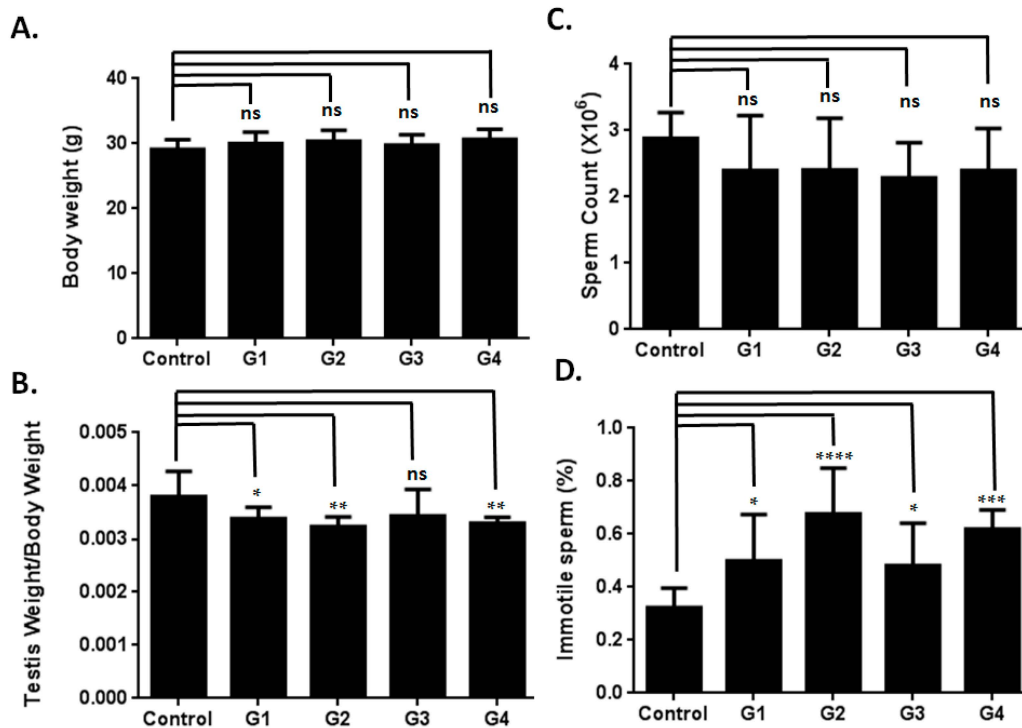 A.
Body weight (g)
40
30
20
10
0
ns
ns
ns
ns
Control G1 G2 G3 G4
B.
Testis Weight/Body Weight
0.005
0.004
0.003
0.002
0.001
0.000
*
**
ns
**
Control G1 G2 G3 G4
C.
Sperm Count (X10⁶)
4
3
2
1
0
ns
ns
ns
ns
Control G1 G2 G3 G4
D.
Immotile sperm (%)
1.0
0.8
0.6
0.4
0.2
0.0
*
****
*
***
Control G1 G2 G3 G4